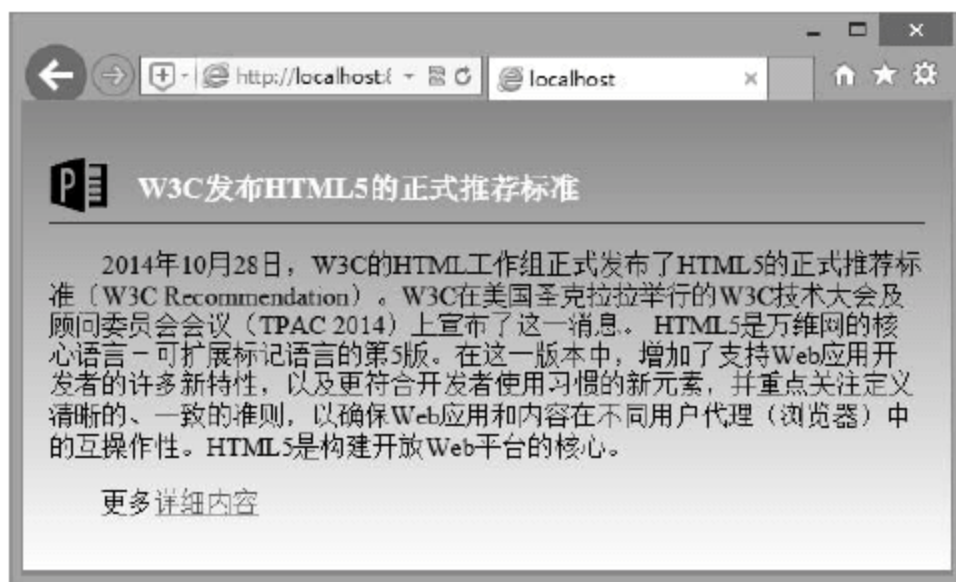 http://localhost:
localhost
W3C发布HTML5的正式推荐标准
2014年10月28日，W3C的HTML工作组正式发布了HTML5的正式推荐标
准（W3C Recommendation）。W3C在美国圣克拉拉举行的W3C技术大会及
顾问委员会会议（TPAC 2014）上宣布了这一消息。 HTML5是万维网的核
心语言－可扩展标记语言的第5版。在这一版本中，增加了支持Web应用开
发者的许多新特性，以及更符合开发者使用习惯的新元素，并重点关注定义
清晰的、一致的准则，以确保Web应用和内容在不同用户代理（浏览器）中
的互操作性。HTML5是构建开放Web平台的核心。
更多详细内容